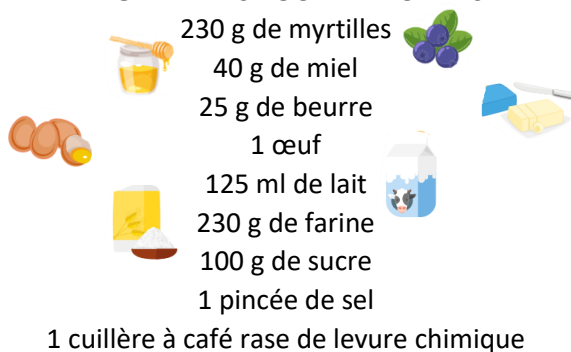 230 g de myrtilles
40 g de miel
25 g de beurre
1 œuf
125 ml de lait
230 g de farine
100 g de sucre
1 pincée de sel
1 cuillère à café rase de levure chimique